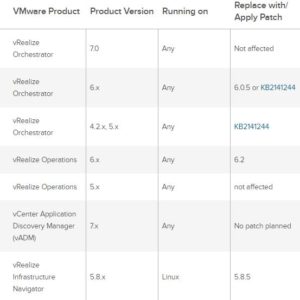 VMware Product Product Version Running on Replace with/
Apply Patch
vRealize
Orchestrator 7.0 Any Not affected
vRealize
Orchestrator 6.x Any 6.0.5 or KB2141244
vRealize
Orchestrator 4.2.x, 5.x Any KB2141244
vRealize Operations 6.x Any 6.2
vRealize Operations 5.x Any not affected
vCenter Application
Discovery Manager
(vADM) 7.x Any No patch planned
vRealize
Infrastructure
Navigator 5.8.x Linux 5.8.5